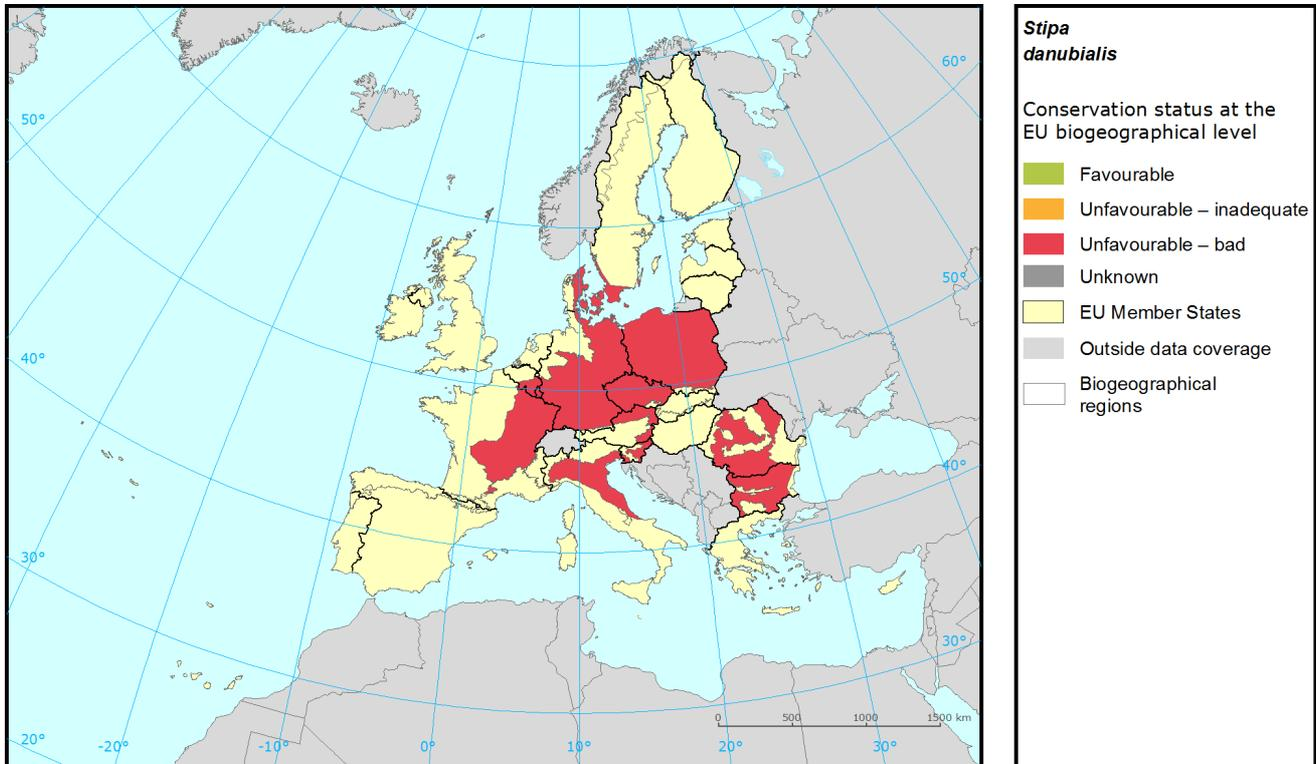 60°
50°
50°
40°
40°
30°
30°
20°
-20°
-10°
0°
10°
20°
30°
0 500 1000 1500 km
Stipa
danubialis
Conservation status at the
EU biogeographical level
Favourable
Unfavourable – inadequate
Unfavourable – bad
Unknown
EU Member States
Outside data coverage
Biogeographical
regions